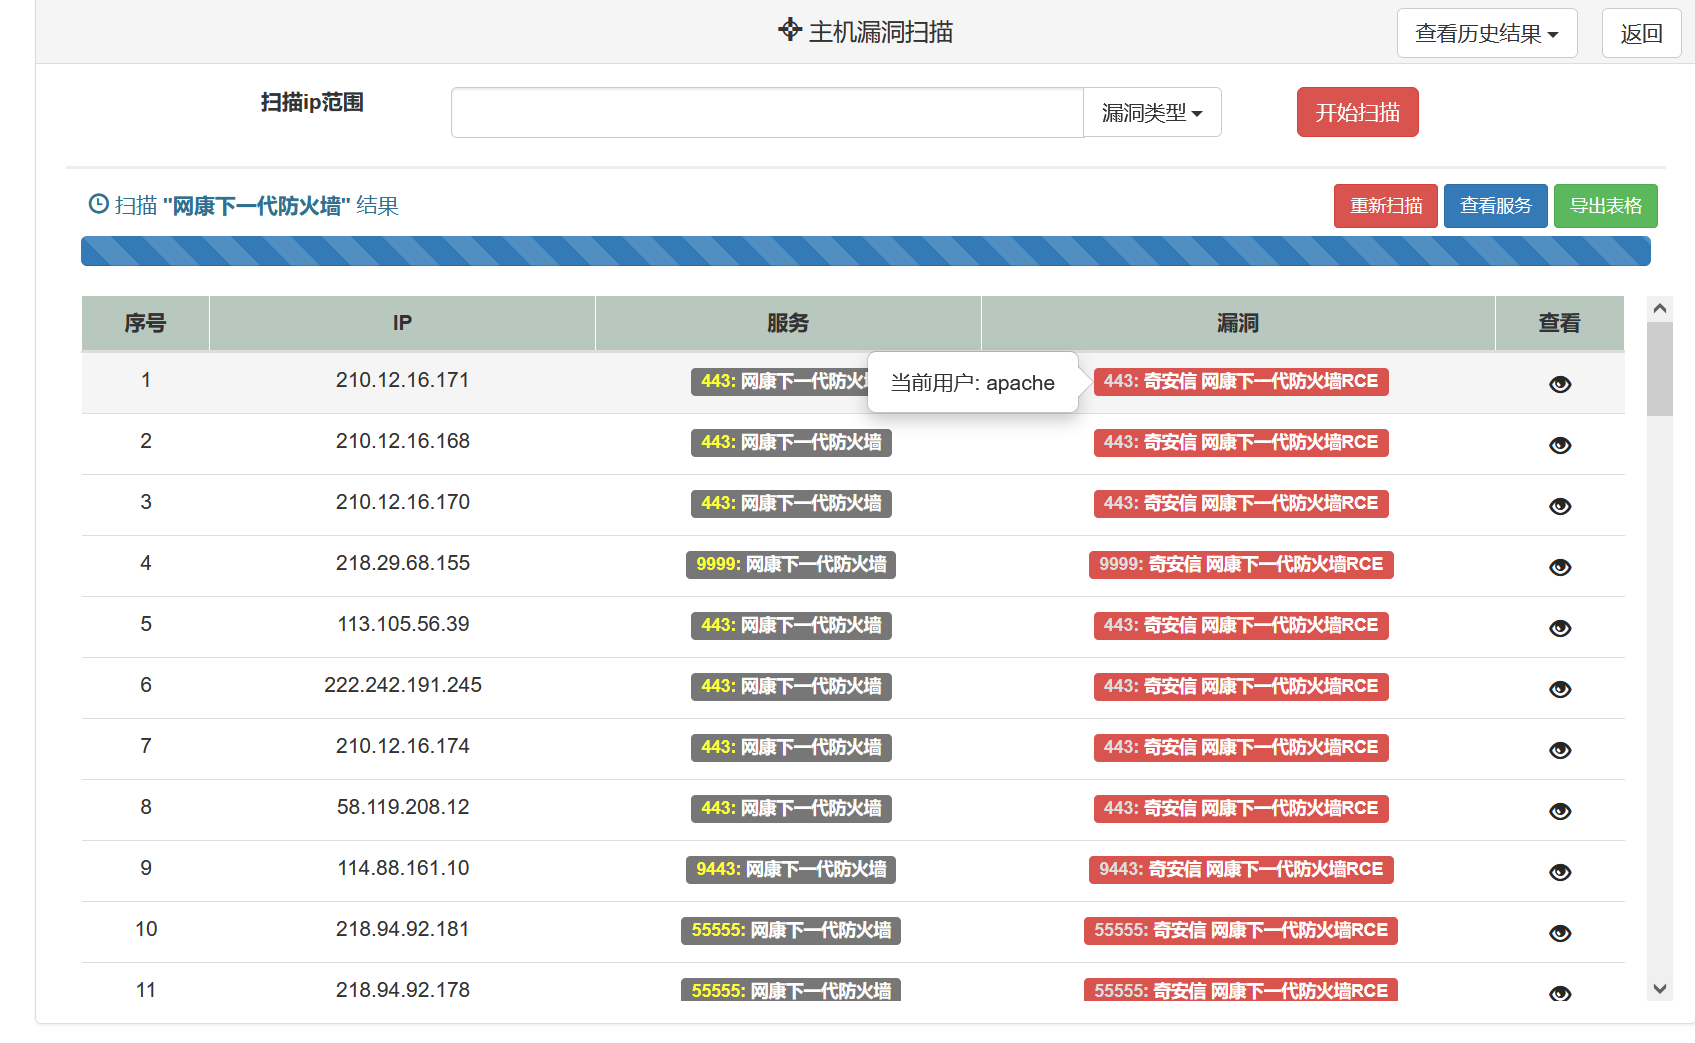 主机漏洞扫描
查看历史结果
返回
扫描ip范围
漏洞类型
开始扫描
扫描 "网康下一代防火墙" 结果
重新扫描
查看服务
导出表格
序号 IP 服务 漏洞 查看
1 210.12.16.171 443: 网康下一代防火 当前用户: apache 443: 奇安信 网康下一代防火墙RCE
2 210.12.16.168 443: 网康下一代防火墙 443: 奇安信 网康下一代防火墙RCE
3 210.12.16.170 443: 网康下一代防火墙 443: 奇安信 网康下一代防火墙RCE
4 218.29.68.155 9999: 网康下一代防火墙 9999: 奇安信 网康下一代防火墙RCE
5 113.105.56.39 443: 网康下一代防火墙 443: 奇安信 网康下一代防火墙RCE
6 222.242.191.245 443: 网康下一代防火墙 443: 奇安信 网康下一代防火墙RCE
7 210.12.16.174 443: 网康下一代防火墙 443: 奇安信 网康下一代防火墙RCE
8 58.119.208.12 443: 网康下一代防火墙 443: 奇安信 网康下一代防火墙RCE
9 114.88.161.10 9443: 网康下一代防火墙 9443: 奇安信 网康下一代防火墙RCE
10 218.94.92.181 55555: 网康下一代防火墙 55555: 奇安信 网康下一代防火墙RCE
11 218.94.92.178 55555: 网康下一代防火墙 55555: 奇安信 网康下一代防火墙RCE